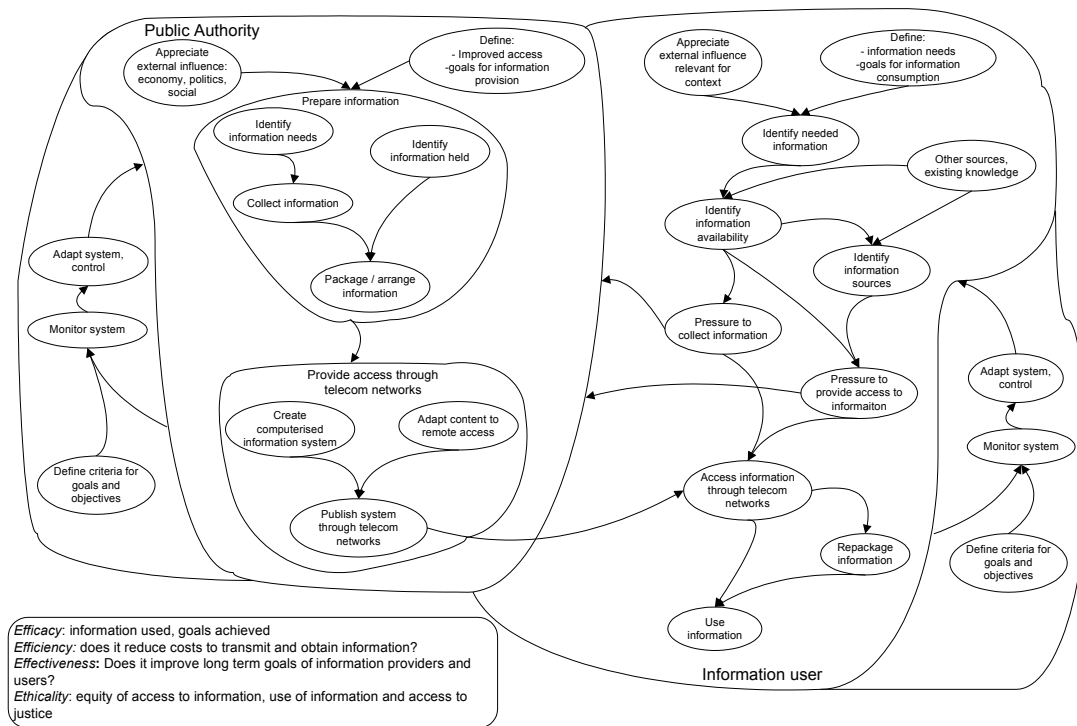 Public Authority
Appreciate
external influence:
economy, politics,
social
Define:
- Improved access
-goals for information
provision
Prepare information
Identify
information needs
Identify
information held
Collect information
Package / arrange
information
Adapt system,
control
Monitor system
Define criteria for
goals and
objectives
Provide access through
telecom networks
Create
computerised
information system
Adapt content to
remote access
Publish system
through telecom
networks
Appreciate
external influence
relevant for
context
Define:
- information needs
-goals for information
consumption
Identify needed
information
Other sources,
existing knowledge
Identify
information
availability
Identify
information
sources
Pressure to
collect information
Pressure to
provide access to
informaiton
Access information
through telecom
networks
Repackage
information
Use
information
Adapt system,
control
Monitor system
Define criteria for
goals and
objectives
Information user
Efficacy: information used, goals achieved
Efficiency: does it reduce costs to transmit and obtain information?
Effectiveness: Does it improve long term goals of information providers and
users?
Ethicality: equity of access to information, use of information and access to
justice